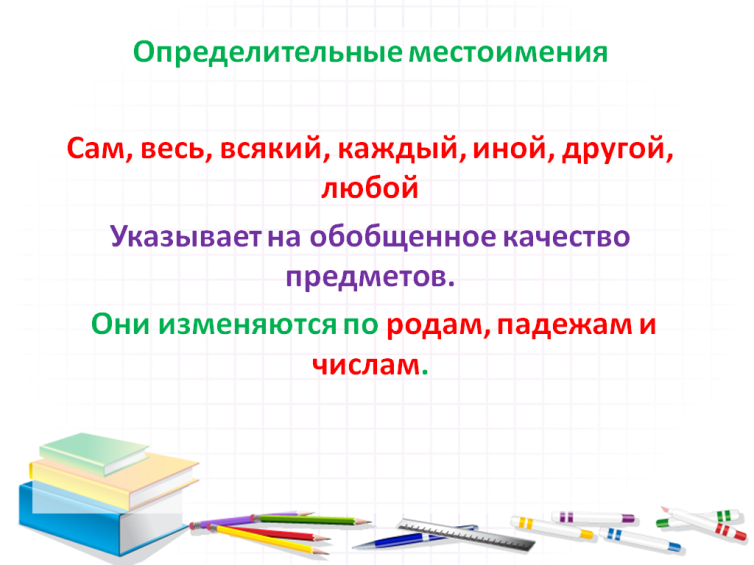 Определительные местоимения
Сам, весь, всякий, каждый, иной, другой,
любой
Указывает на обобщенное качество
предметов.
Они изменяются по родам, падежам и
числам.